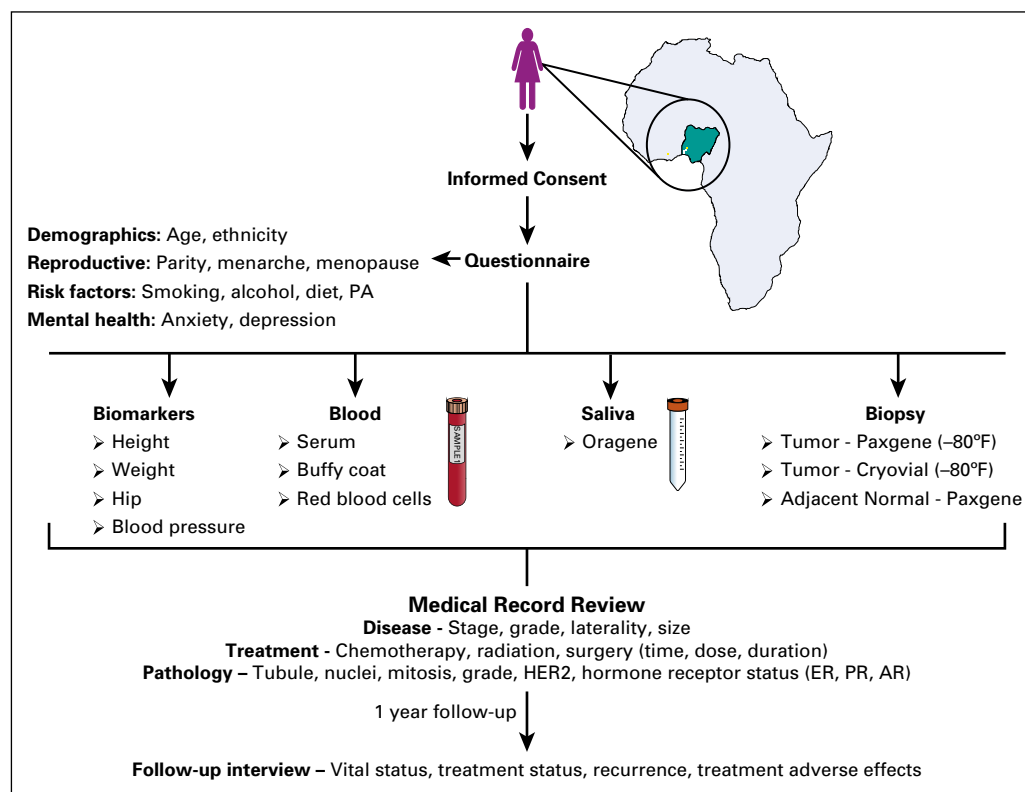 Informed Consent
Questionnaire
Demographics: Age, ethnicity
Reproductive: Parity, menarche, menopause
Risk factors: Smoking, alcohol, diet, PA
Mental health: Anxiety, depression
Biomarkers
➢ Height
➢ Weight
➢ Hip
➢ Blood pressure
Blood
➢ Serum
➢ Buffy coat
➢ Red blood cells
SAMPLE 1
Saliva
➢ Oragene
Biopsy
➢ Tumor - Paxgene (–80ºF)
➢ Tumor - Cryovial (–80ºF)
➢ Adjacent Normal - Paxgene
Medical Record Review
Disease - Stage, grade, laterality, size
Treatment - Chemotherapy, radiation, surgery (time, dose, duration)
Pathology – Tubule, nuclei, mitosis, grade, HER2, hormone receptor status (ER, PR, AR)
1 year follow-up
Follow-up interview – Vital status, treatment status, recurrence, treatment adverse effects